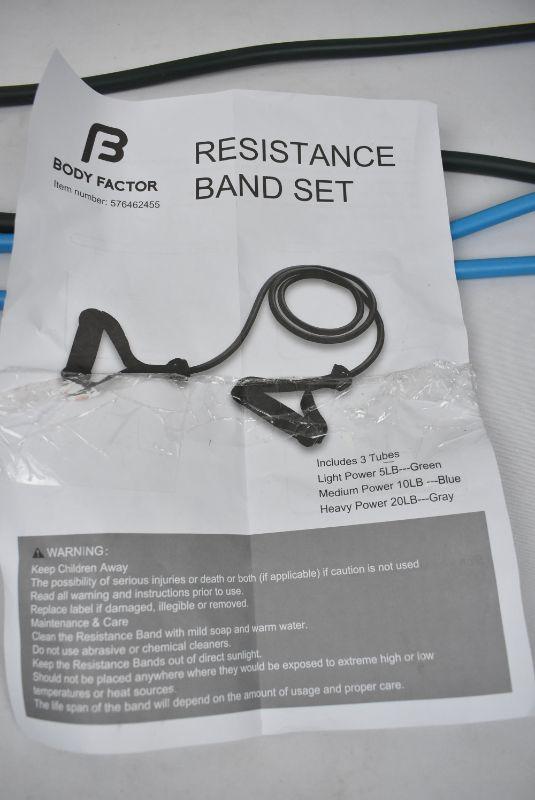 BODY FACTOR
Item number: 576462455
RESISTANCE
BAND SET
Includes 3 Tubes
Light Power 5LB---Green
Medium Power 10LB ---Blue
Heavy Power 20LB---Gray
WARNING:
Keep Children Away
The possibility of serious injuries or death or both (if applicable) if caution is not used
Read all warning and instructions prior to use.
Replace label if damaged, illegible or removed.
Maintenance & Care
Clean the Resistance Band with mild soap and warm water.
Do not use abrasive or chemical cleaners.
Keep the Resistance Bands out of direct sunlight.
Should not be placed anywhere where they would be exposed to extreme high or low
temperatures or heat sources.
The life span of the band will depend on the amount of usage and proper care.